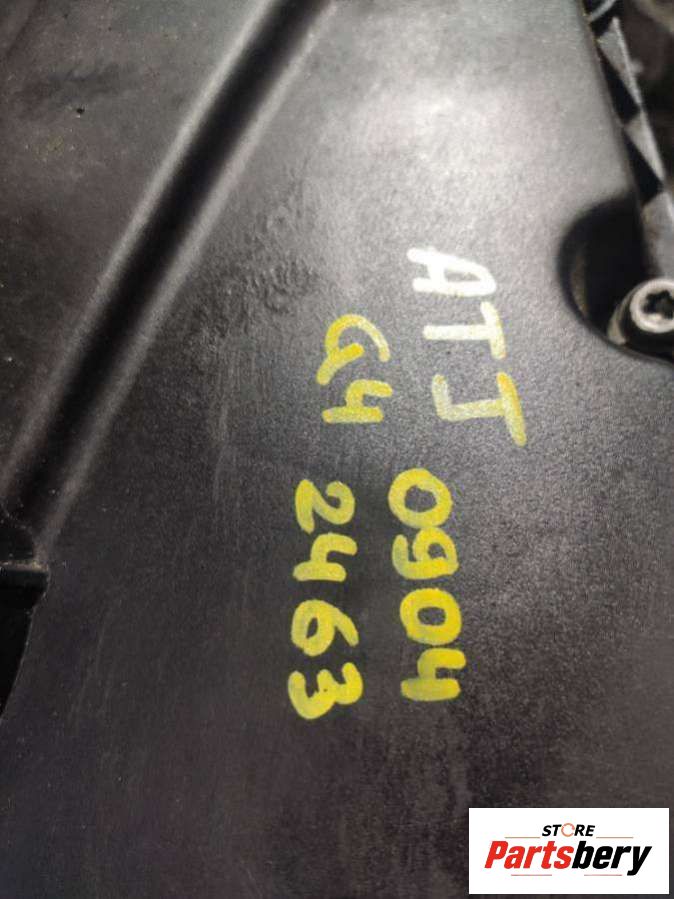 ATJ 0904
G4 2463
STORE
Partsbery